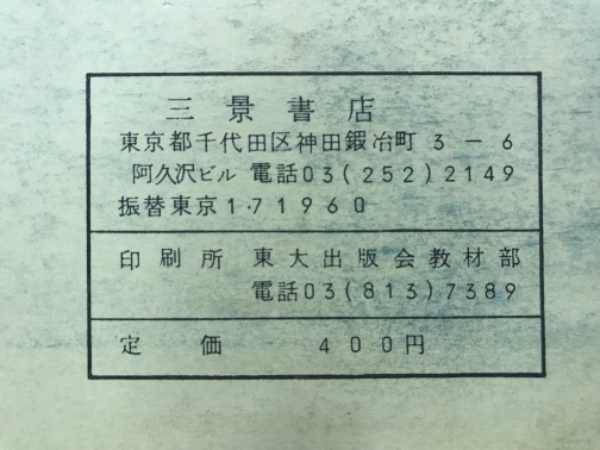 三景書店
東京都千代田区神田鍜冶町 3－6
阿久沢ビル 電話03(252)2149
振替東京1·71960
印刷所 東大出版会教材部
電話03(813)7389
定価 400円